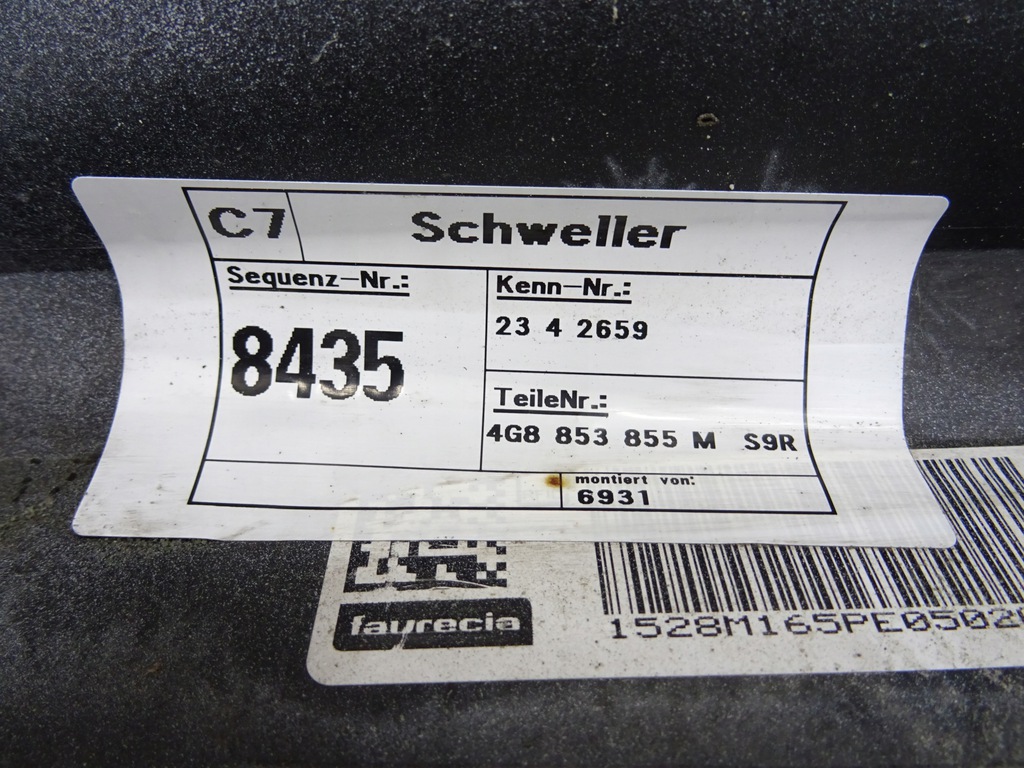 C7 Schweller
Sequenz-Nr.:
8435
Kenn-Nr.:
23 4 2659
TeileNr.:
4G8 853 855 M S9R
montiert von:
6931
faurecia
1528M165PE0502